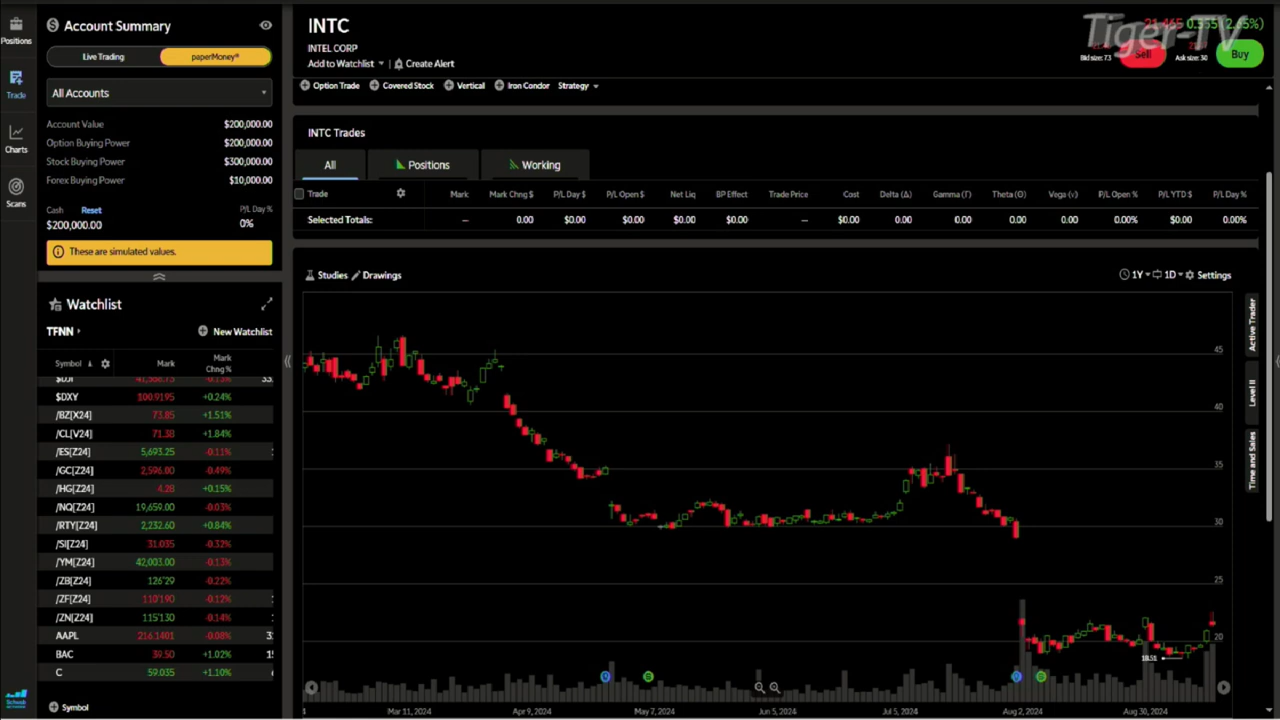 Positions
Trade
Charts
Scans
Account Summary
Live Trading
paperMoney®
All Accounts
Account Value $200,000.00
Option Buying Power $200,000.00
Stock Buying Power $300,000.00
Forex Buying Power $10,000.00
Cash Reset P/L Day %
$200,000.00 0%
These are simulated values.
Watchlist
TFNN New Watchlist
Symbol Mark Mark Chng %
$DJI -0.13%
$DXY 100.9195 +0.24%
/BZ[X24] 73.85 +1.51%
/CL[V24] 71.38 +1.84%
/ES[Z24] 5,693.25 -0.11%
/GC[Z24] 2,596.00 -0.49%
/HG[Z24] 4.28 +0.15%
/NQ[Z24] 19,659.00 -0.03%
/RTY[Z24] 2,232.60 +0.84%
/SI[Z24] 31.035 -0.32%
/YM[Z24] 42,003.00 -0.13%
/ZB[Z24] 126'29 -0.22%
/ZF[Z24] 110'190 -0.12%
/ZN[Z24] 115'130 -0.14%
AAPL 216.1401 -0.08%
BAC 39.50 +1.02%
C 59.035 +1.10%
Symbol
INTC
INTEL CORP
Add to Watchlist Create Alert
Tiger-TV
Sell
Buy
Bid size: 73
Ask size: 30
Option Trade Covered Stock Vertical Iron Condor Strategy
INTC Trades
All Positions Working
Trade Mark Mark Chng $ P/L Day $ P/L Open $ Net Liq BP Effect Trade Price Cost Delta (Δ) Gamma (Γ) Theta (Θ) Vega (ν) P/L Open % P/L YTD $ P/L Day %
Selected Totals: -- 0.00 $0.00 $0.00 $0.00 $0.00 -- $0.00 0.00 0.00 0.00 0.00 0.00% $0.00 0.00%
Studies Drawings
1Y 1D Settings
45
40
35
30
25
20
18.51
Mar 11, 2024 Apr 9, 2024 May 7, 2024 Jun 5, 2024 Jul 5, 2024 Aug 2, 2024 Aug 30, 2024
Active Trader
Level II
Time and Sales